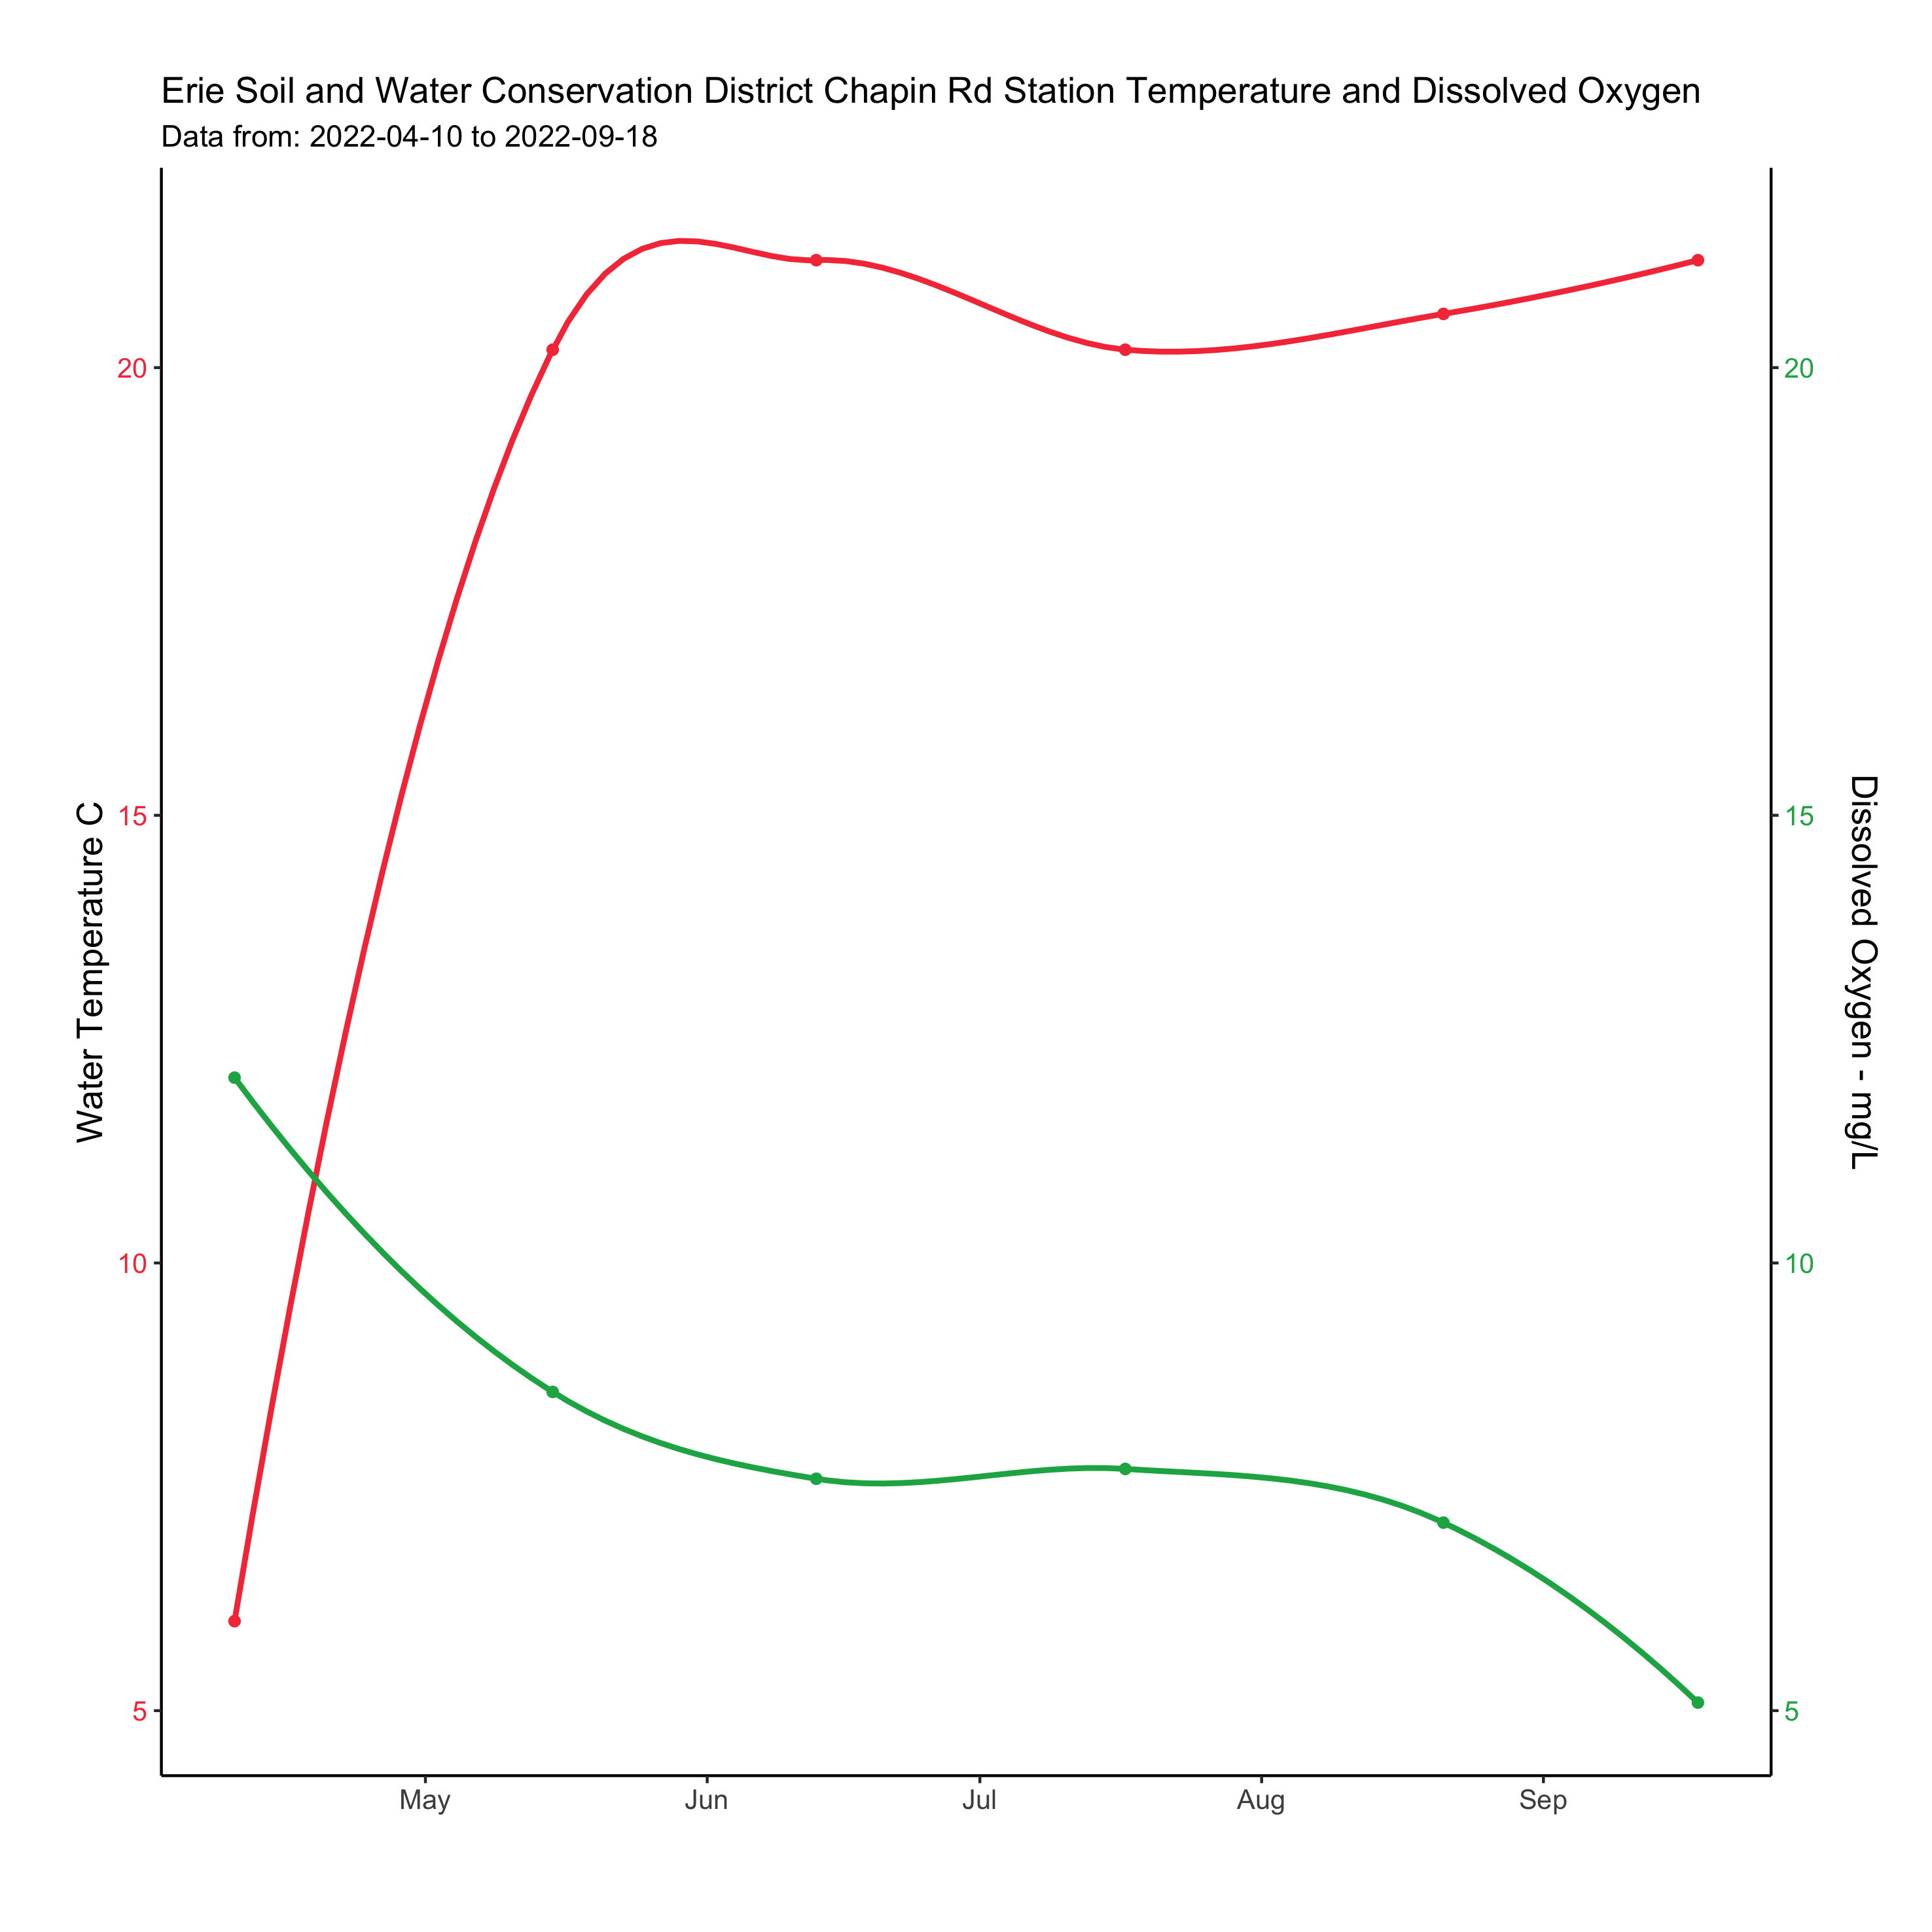 Erie Soil and Water Conservation District Chapin Rd Station Temperature and Dissolved Oxygen
Data from: 2022-04-10 to 2022-09-18
Water Temperature C
20
15
10
5
20
15
10
5
Dissolved Oxygen - mg/L
May Jun Jul Aug Sep